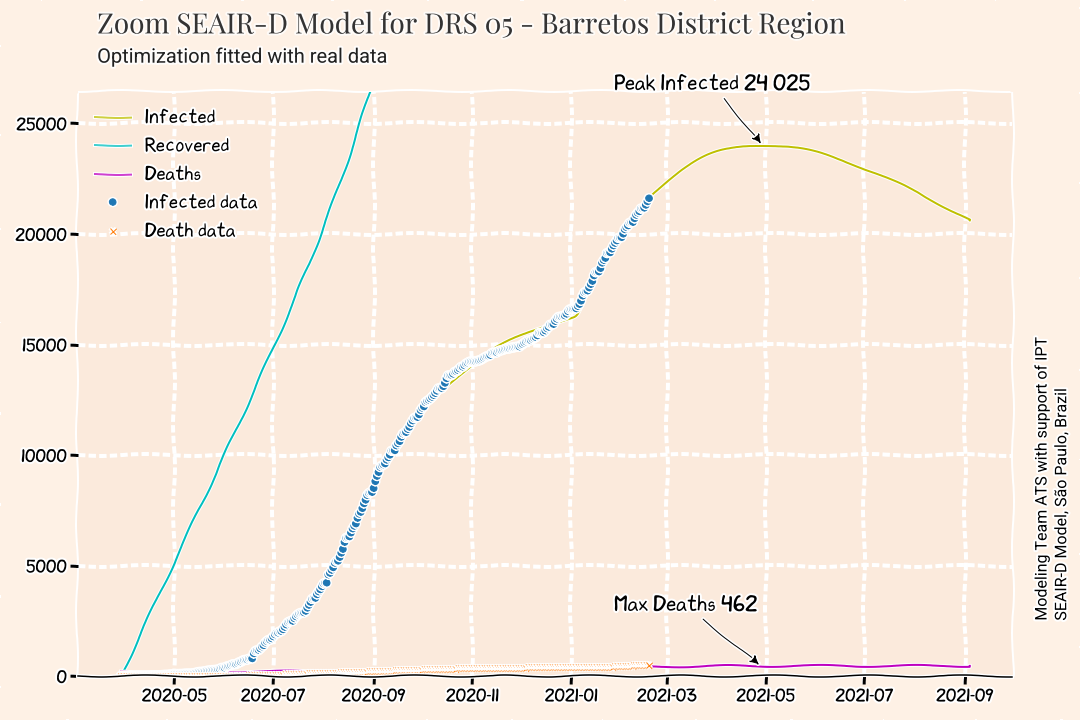 Zoom SEAIR-D Model for DRS 05 - Barretos District Region
Optimization fitted with real data
Peak Infected 24 025
Infected
Recovered
Deaths
Infected data
Death data
25000
20000
15000
10000
5000
0
Max Deaths 462
2020-05
2020-07
2020-09
2020-11
2021-01
2021-03
2021-05
2021-07
2021-09
Modeling Team ATS with support of IPT
SEAIR-D Model, São Paulo, Brazil